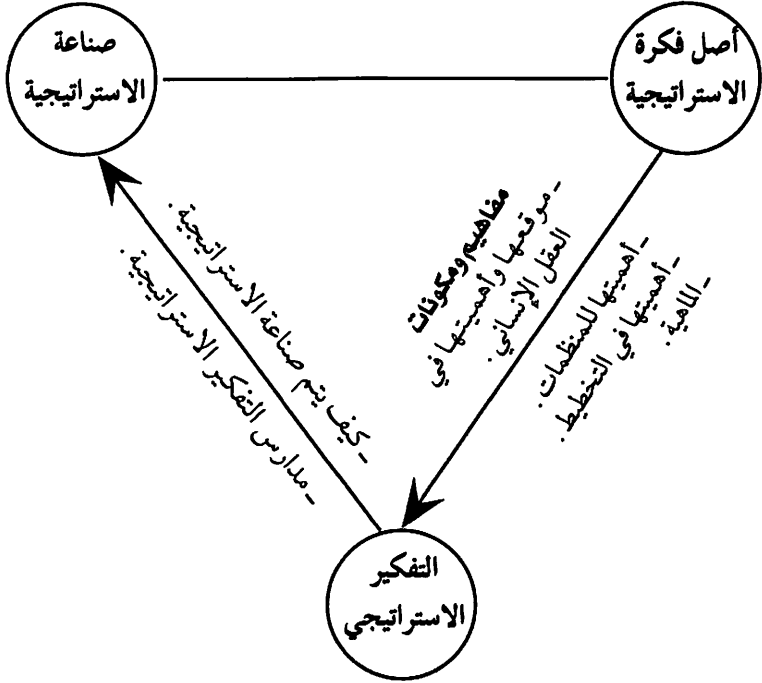 أصل فكرة
الاستراتيجية
صناعة
الاستراتيجية
مفاهيم ومكونات
ـ موقعها وأهميتها في
العقل الإنساني .
ـ أهميتها للمنظمات .
ـ أهميتها في التخطيط .
ـ الماهية .
ـ كيف يتم صناعة الاستراتيجية .
ـ مدارس التفكير الاستراتيجية .
التفكير
الاستراتيجي